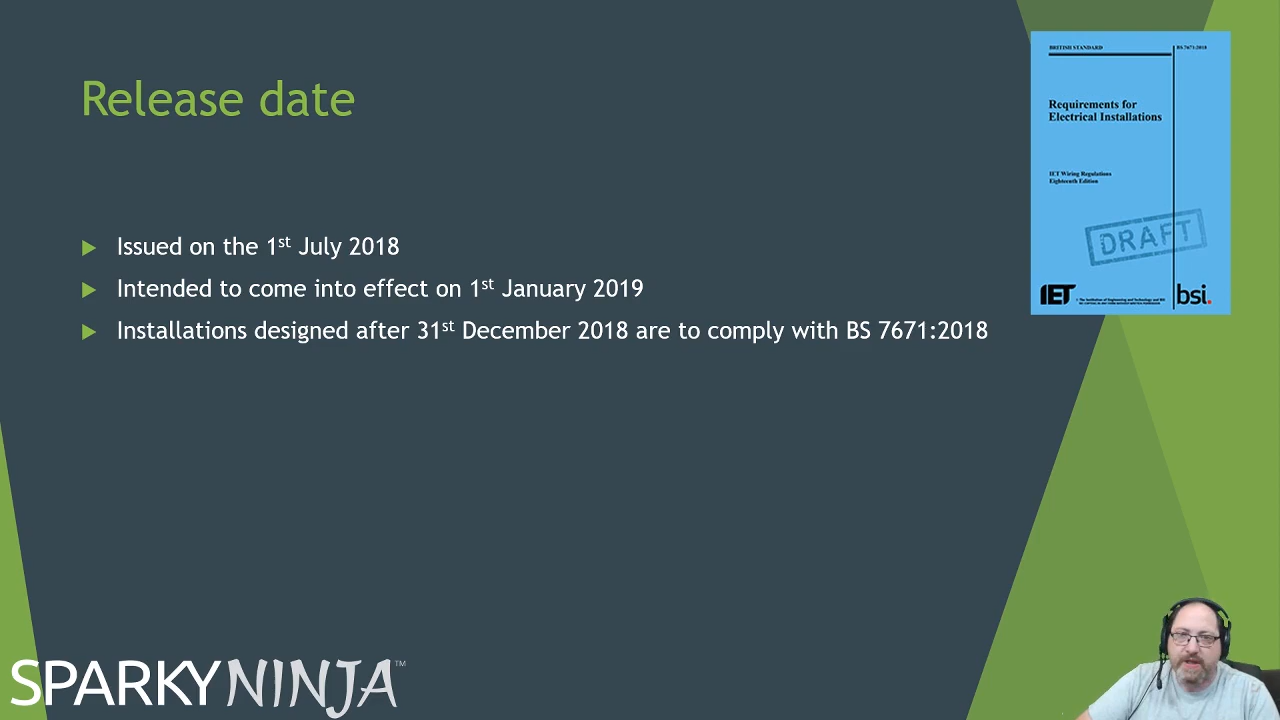 Release date
Issued on the 1st July 2018
Intended to come into effect on 1st January 2019
Installations designed after 31st December 2018 are to comply with BS 7671:2018
BRITISH STANDARD
BS 7671:2018
Requirements for
Electrical Installations
IET Wiring Regulations
Eighteenth Edition
DRAFT
IET
bsi.
SPARKYNINJA™